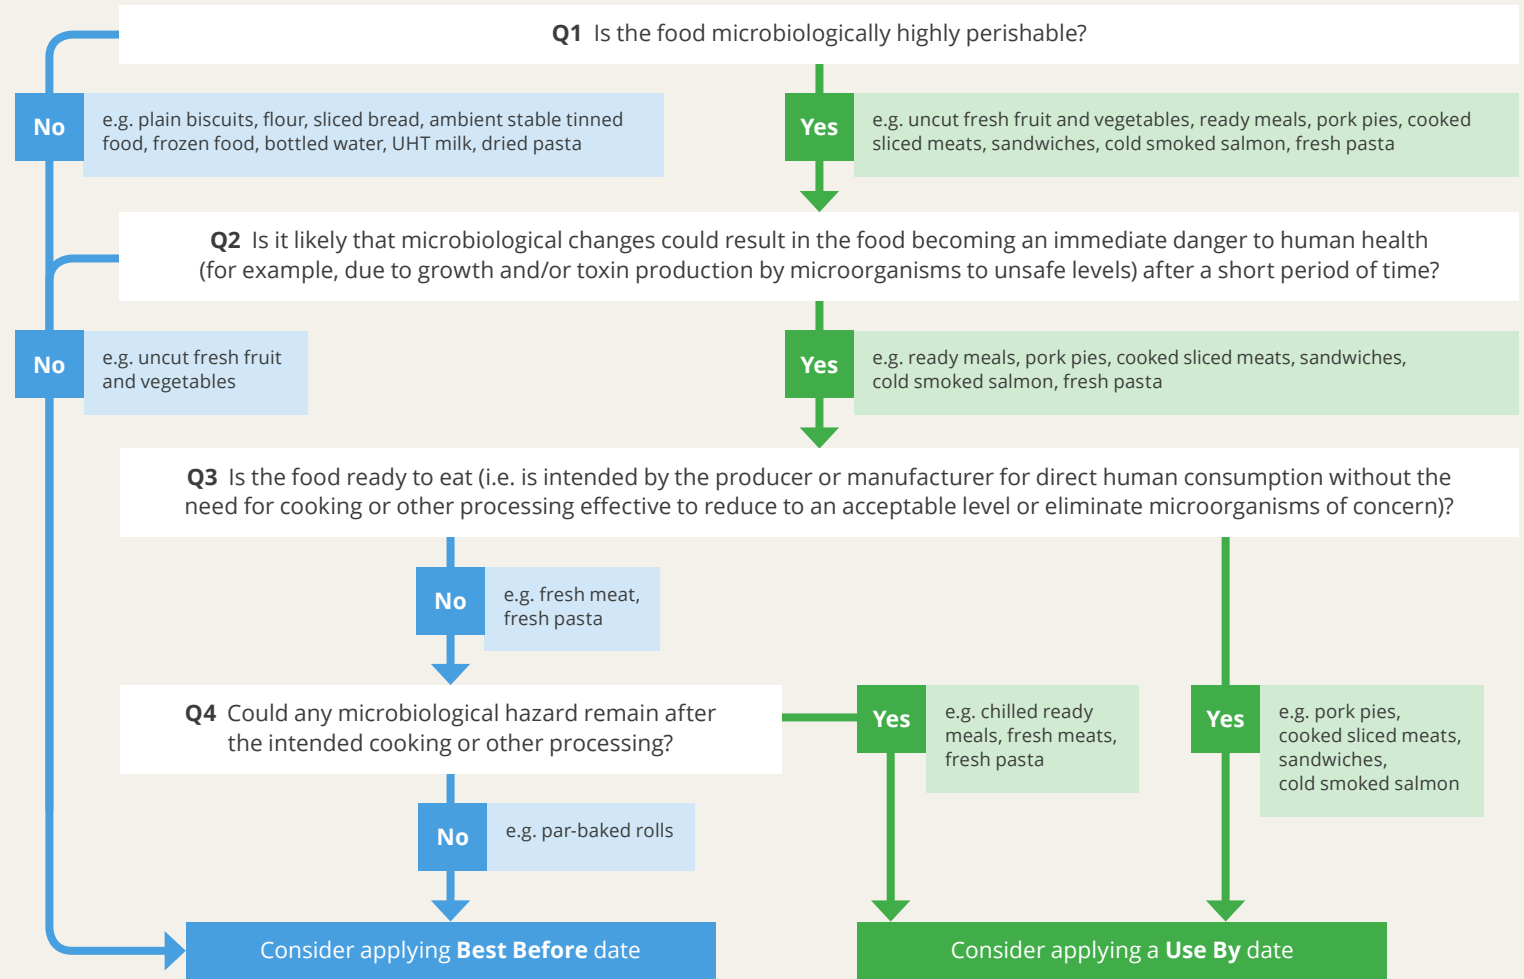 Q1 Is the food microbiologically highly perishable?
No
e.g. plain biscuits, flour, sliced bread, ambient stable tinned
food, frozen food, bottled water, UHT milk, dried pasta
Yes
e.g. uncut fresh fruit and vegetables, ready meals, pork pies, cooked
sliced meats, sandwiches, cold smoked salmon, fresh pasta
Q2 Is it likely that microbiological changes could result in the food becoming an immediate danger to human health
(for example, due to growth and/or toxin production by microorganisms to unsafe levels) after a short period of time?
No
e.g. uncut fresh fruit
and vegetables
Yes
e.g. ready meals, pork pies, cooked sliced meats, sandwiches,
cold smoked salmon, fresh pasta
Q3 Is the food ready to eat (i.e. is intended by the producer or manufacturer for direct human consumption without the
need for cooking or other processing effective to reduce to an acceptable level or eliminate microorganisms of concern)?
No
e.g. fresh meat,
fresh pasta
Q4 Could any microbiological hazard remain after
the intended cooking or other processing?
Yes
e.g. chilled ready
meals, fresh meats,
fresh pasta
Yes
e.g. pork pies,
cooked sliced meats,
sandwiches,
cold smoked salmon
No
e.g. par-baked rolls
Consider applying Best Before date
Consider applying a Use By date